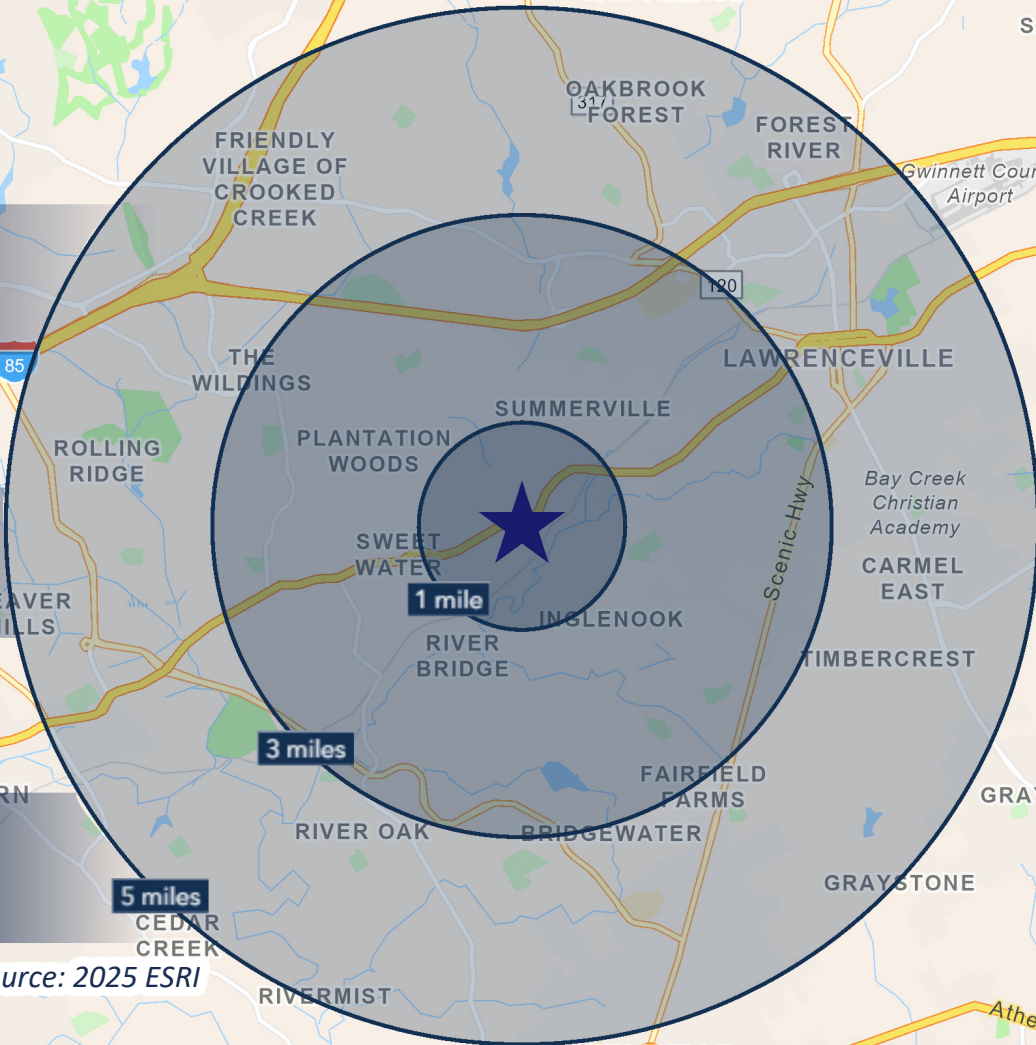 OAKBROOK
317
FOREST
FOREST
RIVER
FRIENDLY
VILLAGE OF
CROOKED
CREEK
Gwinnett Coun
Airport
120
85
THE
WILDINGS
LAWRENCEVILLE
SUMMERVILLE
PLANTATION
WOODS
ROLLING
RIDGE
Bay Creek
Christian
Academy
Scenic Hwy
SWEET
WATER
CARMEL
EAST
1 mile
EAVER
ILLS
INGLENOOK
RIVER
BRIDGE
TIMBERCREST
3 miles
FAIRFIELD
FARMS
RN
GRAY
RIVER OAK
BRIDGEWATER
GRAYSTONE
5 miles
CEDAR
CREEK
urce: 2025 ESRI
RIVERMIST
Athe